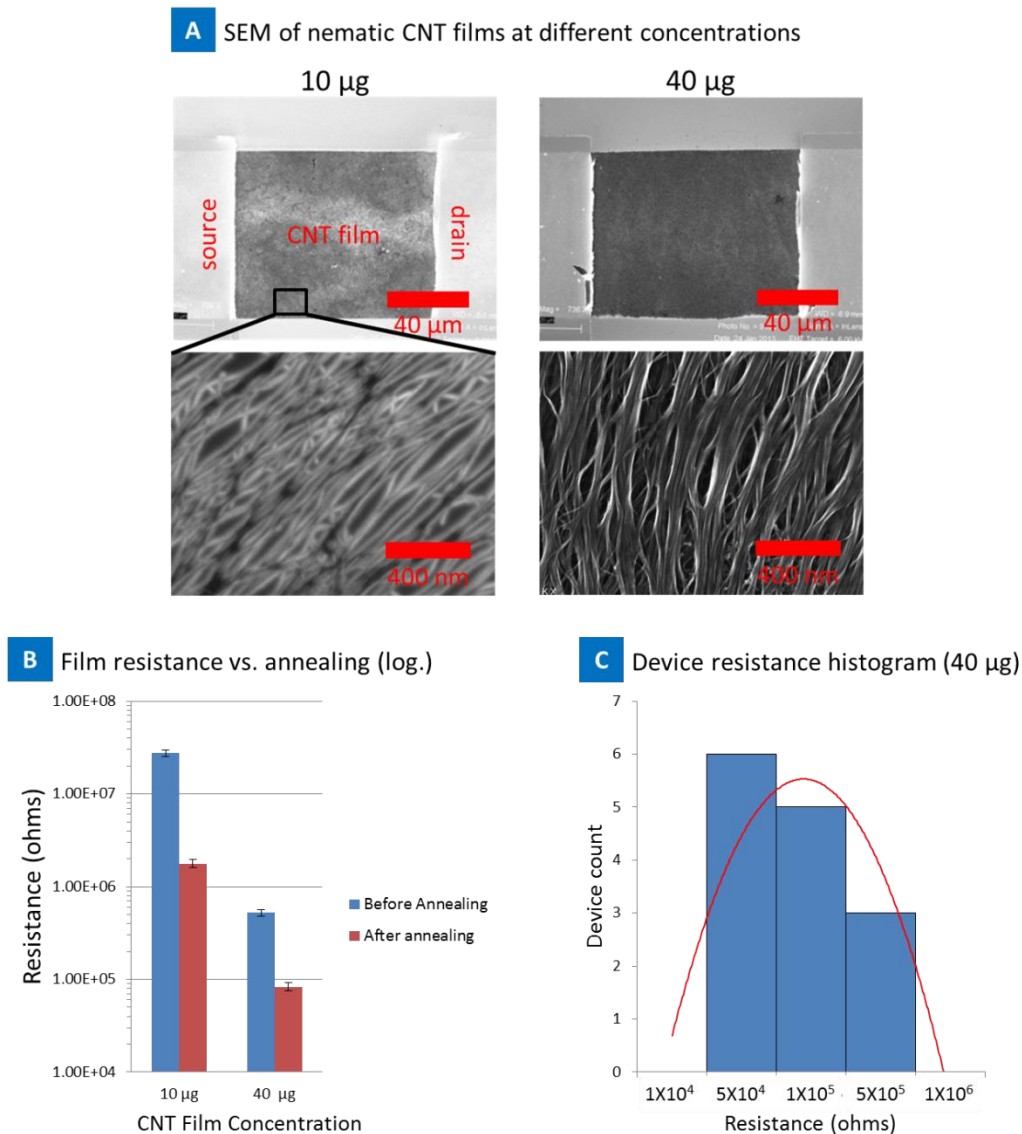 A SEM of nematic CNT films at different concentrations
10 µg
40 µg
source
CNT film
drain
40 µm
40 µm
400 nm
400 nm
B Film resistance vs. annealing (log.)
1.00E+08
1.00E+07
1.00E+06
1.00E+05
1.00E+04
Resistance (ohms)
10 µg
40 µg
CNT Film Concentration
Before Annealing
After annealing
C Device resistance histogram (40 µg)
7
6
5
4
3
2
1
0
Device count
1X10⁴
5X10⁴
1X10⁵
5X10⁵
1X10⁶
Resistance (ohms)